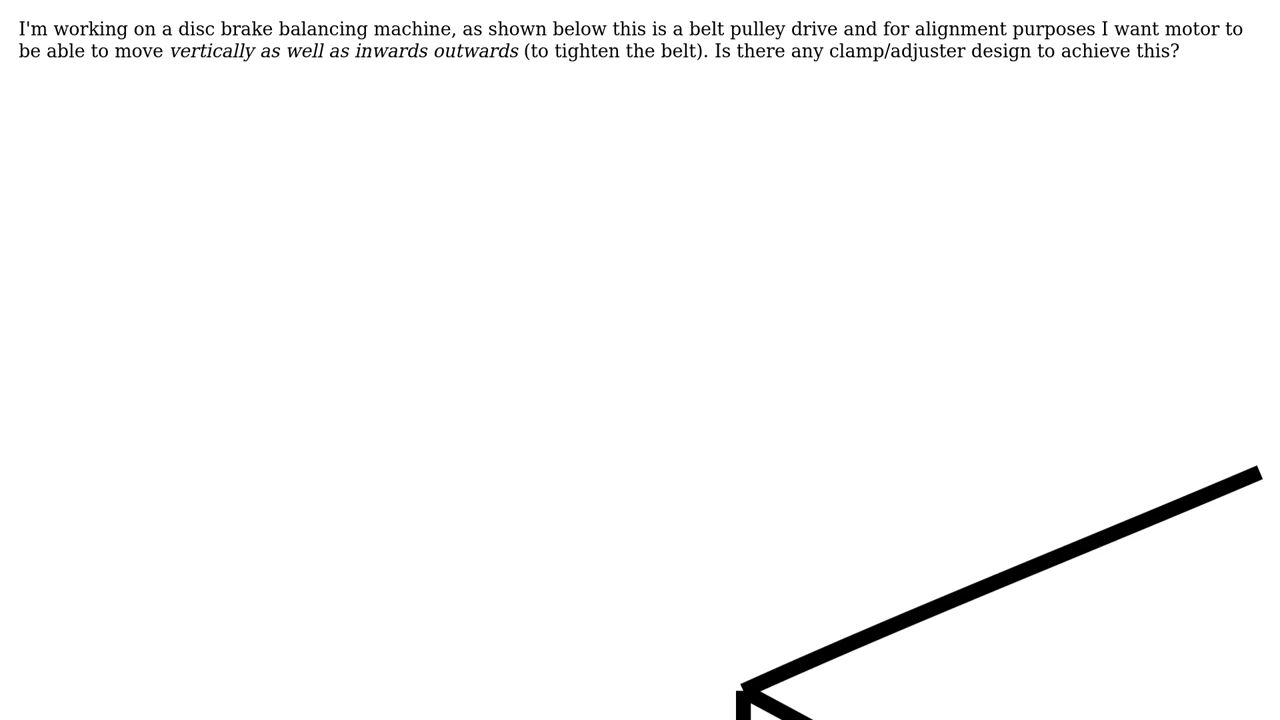 I'm working on a disc brake balancing machine, as shown below this is a belt pulley drive and for alignment purposes I want motor to
be able to move vertically as well as inwards outwards (to tighten the belt). Is there any clamp/adjuster design to achieve this?